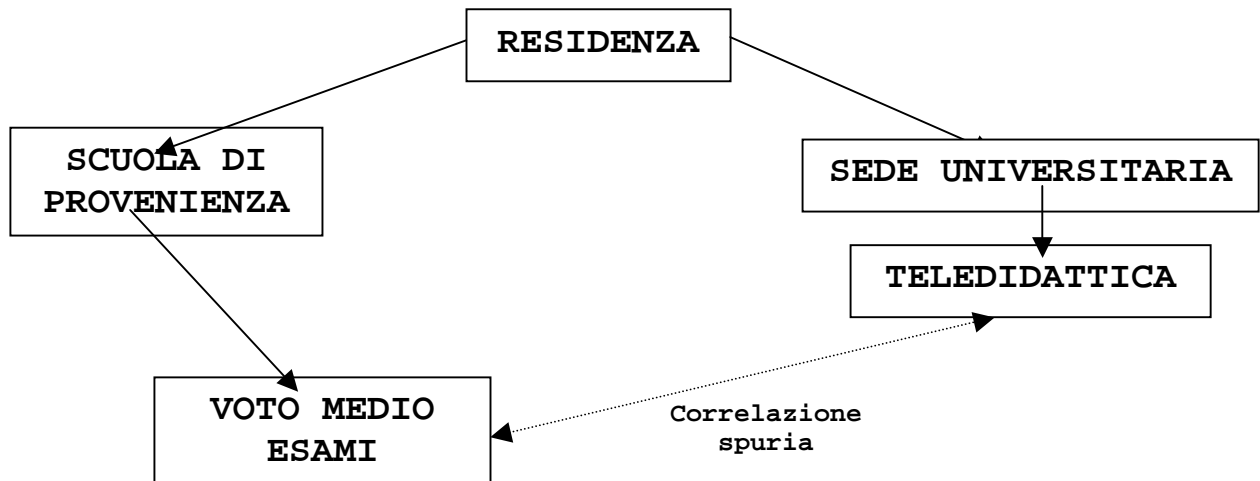 RESIDENZA
SCUOLA DI
PROVENIENZA
SEDE UNIVERSITARIA
TELEDIDATTICA
VOTO MEDIO
ESAMI
Correlazione
spuria